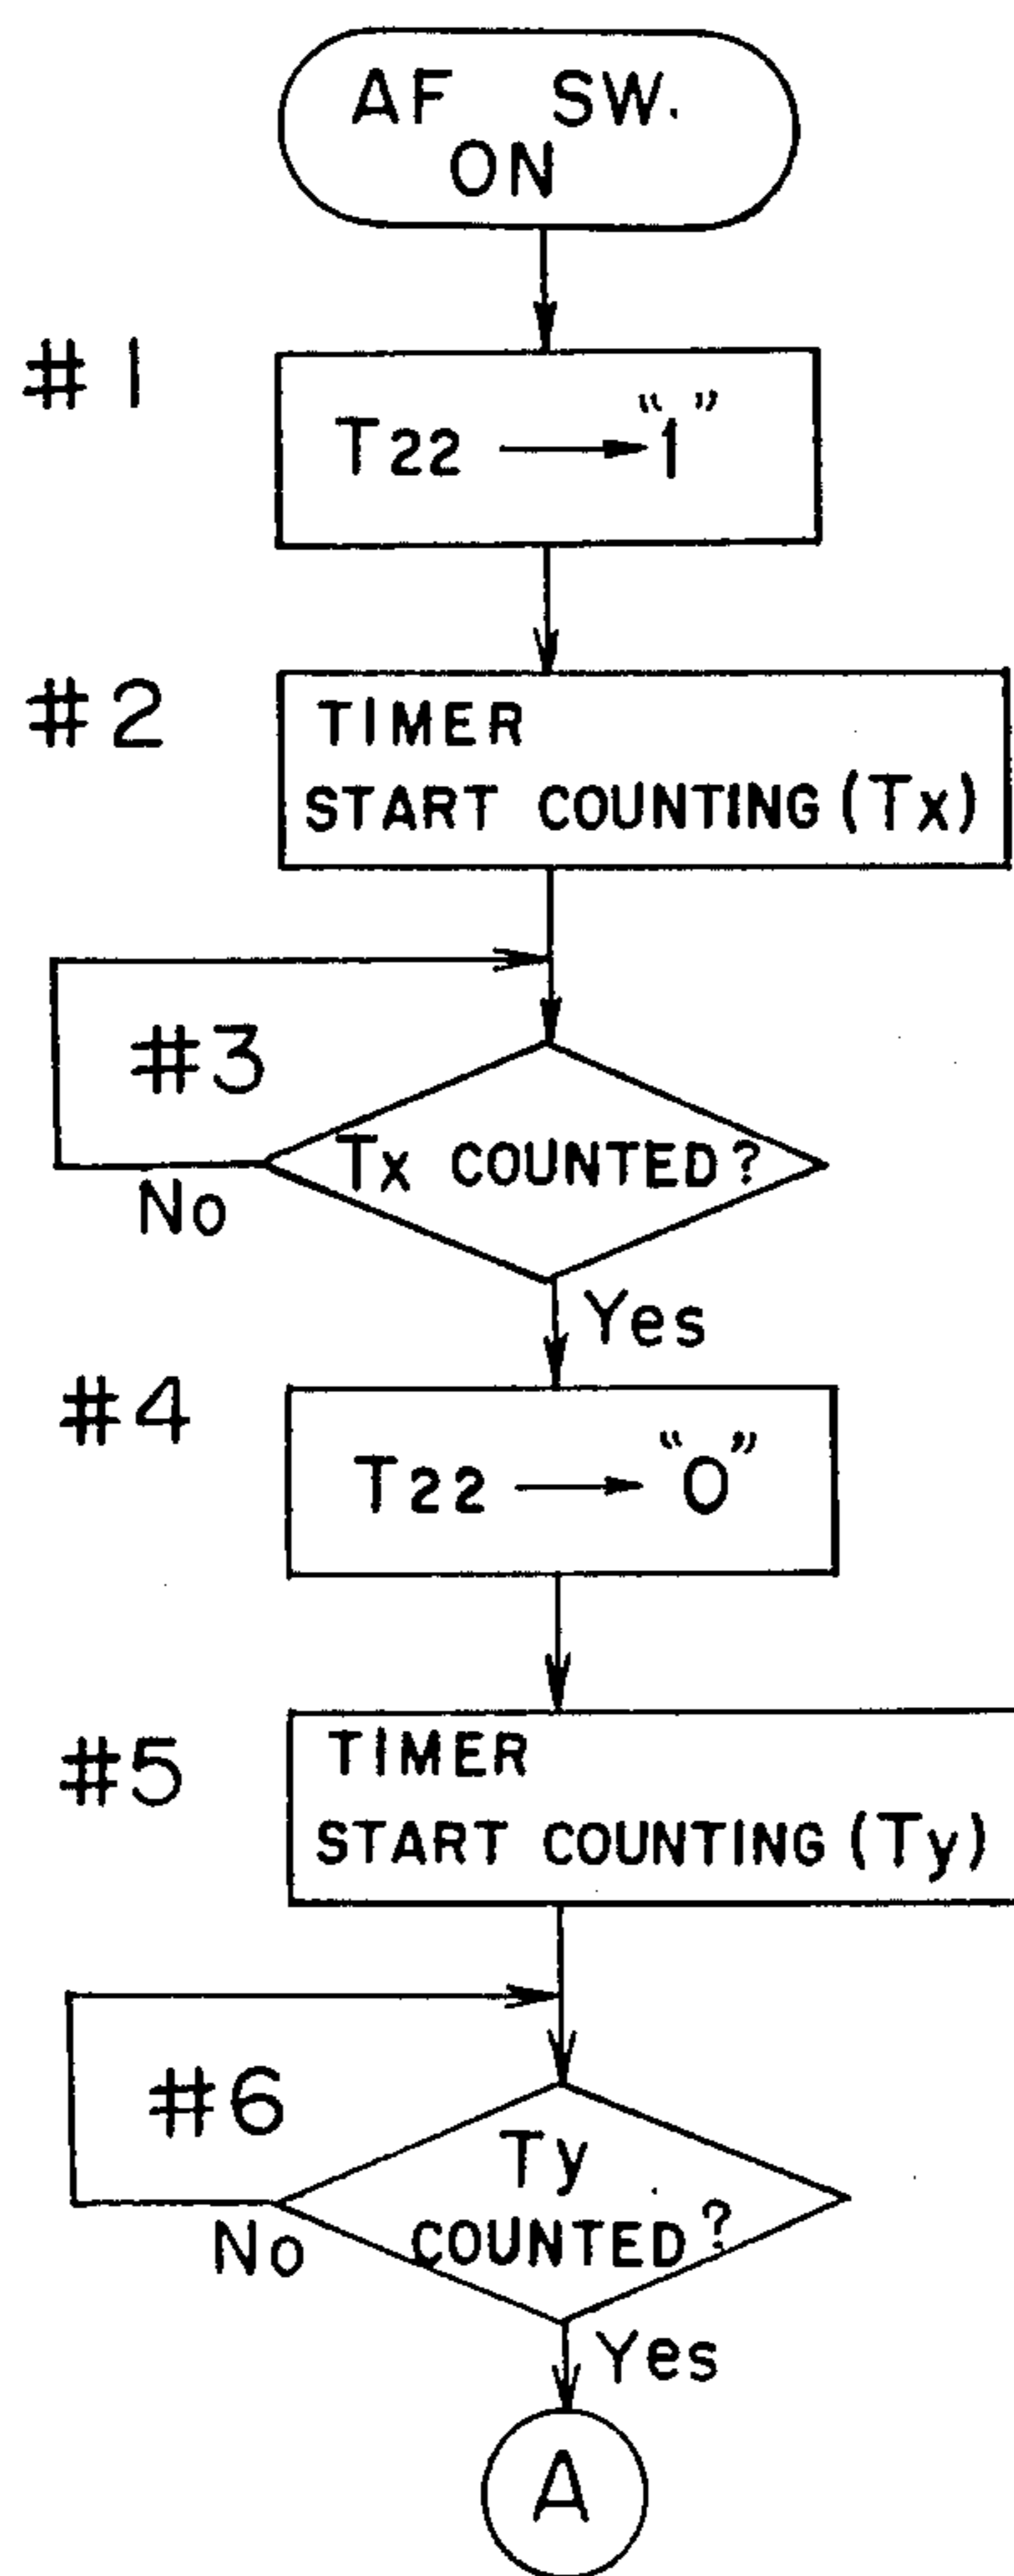 AF SW.
ON
#1
T22 → "1"
#2
TIMER
START COUNTING (Tx)
#3
Tx COUNTED?
No
Yes
#4
T22 → "0"
#5
TIMER
START COUNTING (Ty)
#6
Ty
COUNTED?
No
Yes
A